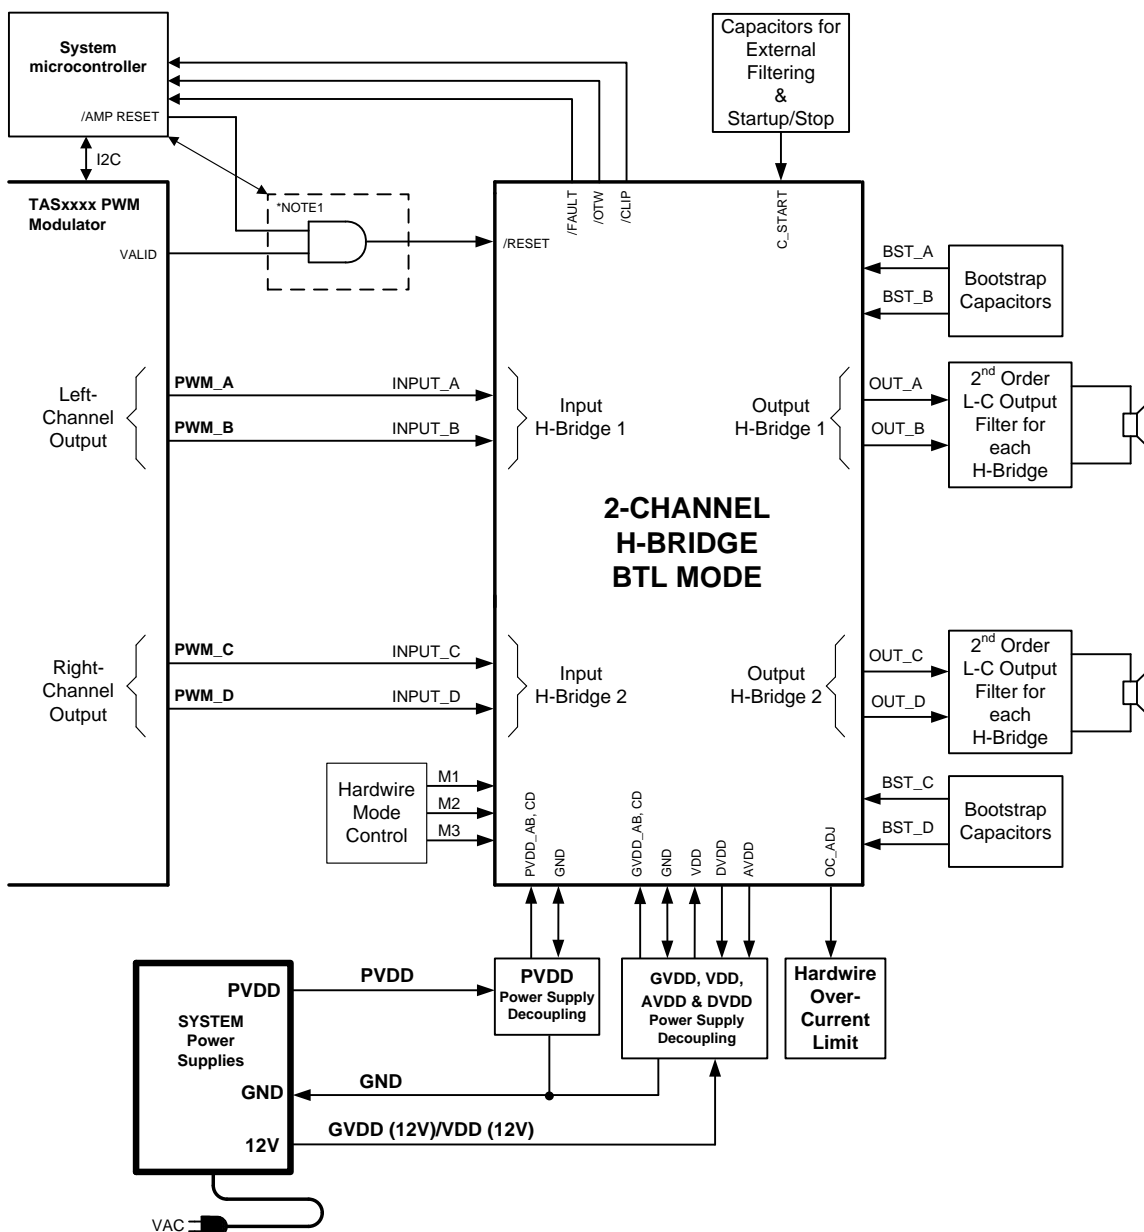 System
microcontroller
/AMP RESET
I2C
TASxxxx PWM
Modulator
VALID
*NOTE1
/RESET
/FAULT
/OTW
/CLIP
Capacitors for
External
Filtering
&
Startup/Stop
C_START
BST_A
BST_B
Bootstrap
Capacitors
Left-
Channel
Output
PWM_A
PWM_B
INPUT_A
INPUT_B
Input
H-Bridge 1
Output
H-Bridge 1
OUT_A
OUT_B
2nd Order
L-C Output
Filter for
each
H-Bridge
2-CHANNEL
H-BRIDGE
BTL MODE
Right-
Channel
Output
PWM_C
PWM_D
INPUT_C
INPUT_D
Input
H-Bridge 2
Output
H-Bridge 2
OUT_C
OUT_D
2nd Order
L-C Output
Filter for
each
H-Bridge
Hardwire
Mode
Control
M1
M2
M3
BST_C
BST_D
Bootstrap
Capacitors
PVDD_AB, CD
GND
GVDD_AB, CD
GND
VDD
DVDD
AVDD
OC_ADJ
PVDD
SYSTEM
Power
Supplies
GND
12V
PVDD
PVDD
Power Supply
Decoupling
GVDD, VDD,
AVDD & DVDD
Power Supply
Decoupling
Hardwire
Over-
Current
Limit
GND
GVDD (12V)/VDD (12V)
VAC